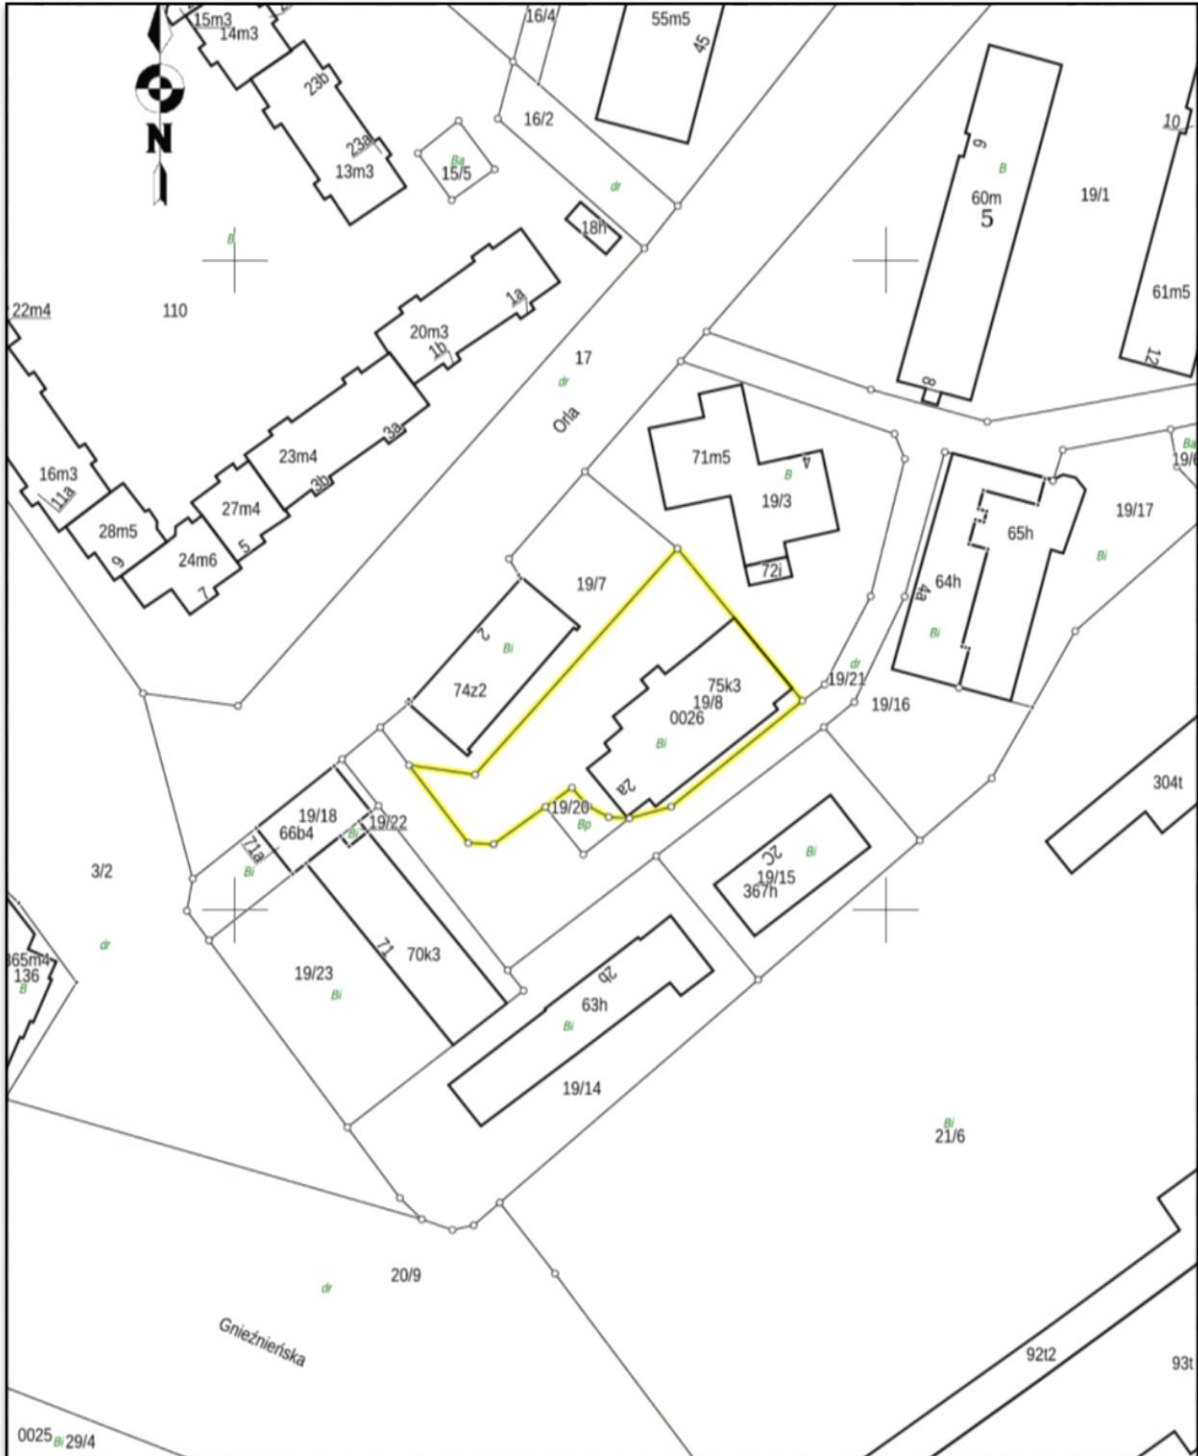 15m3
14m3
16/4
55m5
45
23b
16/2
10
N
23a
13m3
Ba
15/5
6
B
60m
5
19/1
dr
18h
B
22m4
110
1a
61m5
20m3
1b
17
12
dr
8
Orla
3a
23m4
71m5
4
Ba
19/6
16m3
11a
3b
B
27m4
19/3
19/17
28m5
5
65h
9
24m6
Bi
7
72i
19/7
64h
4a
2
Bi
Bi
dr
74z2
75k3
19/21
19/8
19/16
0026
Bi
304t
2a
19/20
19/18
Bp
19/22
66b4
Bi
71a
2C
Bi
3/2
Bi
19/15
367h
dr
71
70k3
365m4
136
19/23
2b
B
Bi
63h
Bi
19/14
Bi
21/6
20/9
dr
Gnieźnieńska
92t2
93t
0025 Bi 29/4